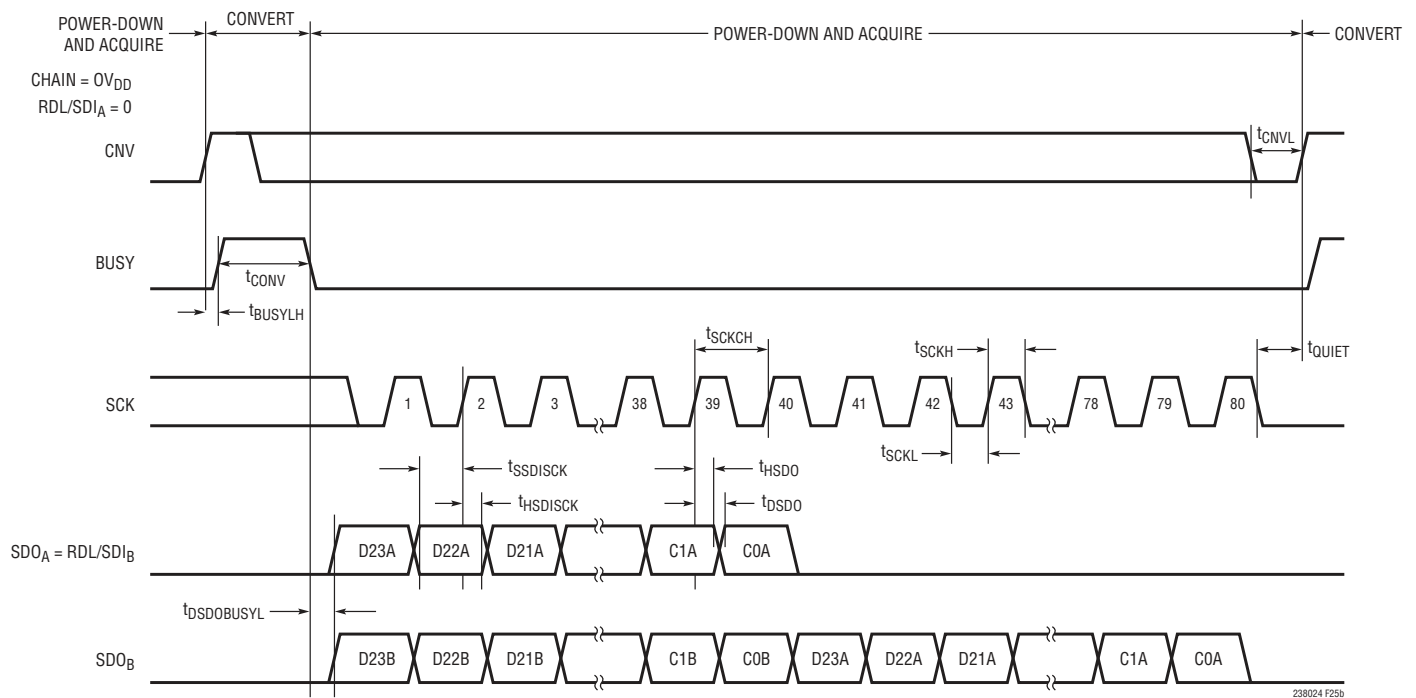 POWER-DOWN
AND ACQUIRE
CONVERT
POWER-DOWN AND ACQUIRE
CONVERT
CHAIN = OVDD
RDL/SDIA = 0
CNV
tCNVL
BUSY
tCONV
tBUSYLH
tSCKCH
tSCKH
tQUIET
SCK
1 2 3 38 39 40 41 42 43 78 79 80
tSCKL
tSSDISCK
tHSDO
tHSDISCK
tDSDO
SDOA = RDL/SDIB
D23A D22A D21A C1A C0A
tDSDOBUSYL
SDOB
D23B D22B D21B C1B C0B D23A D22A D21A C1A C0A
238024 F25b